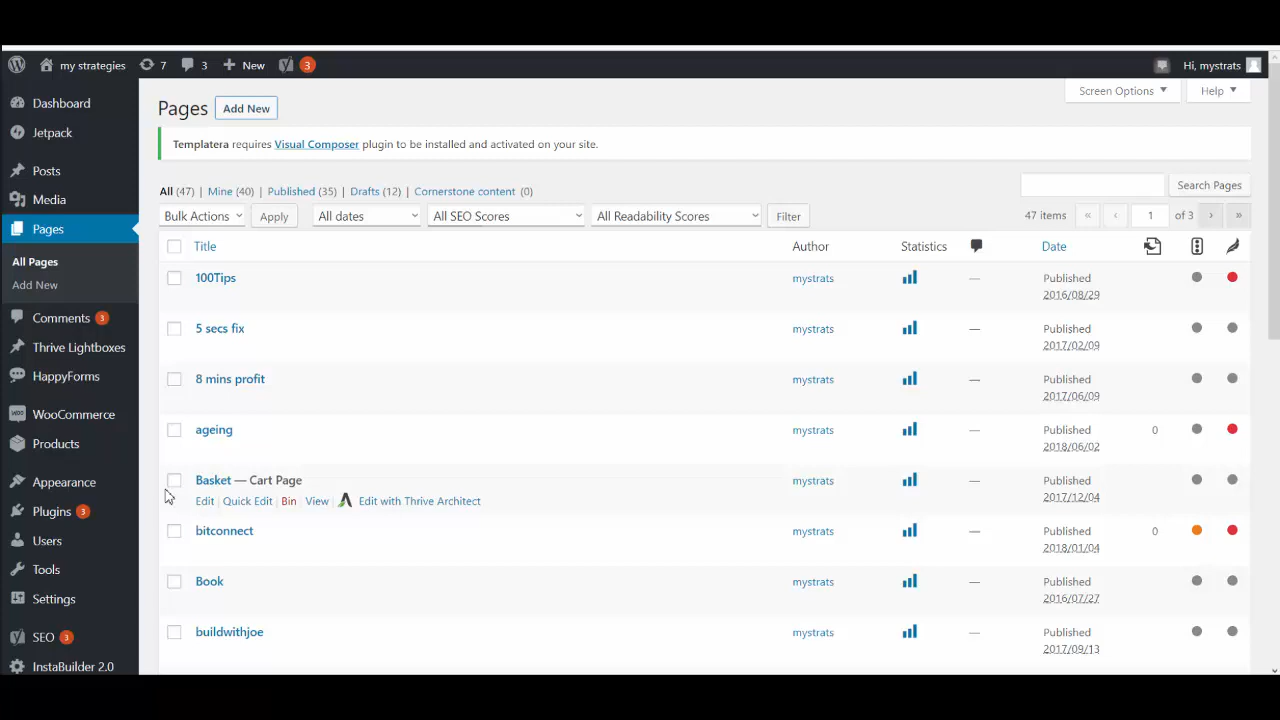 my strategies 7 3 New 3 Hi, mystrats
Dashboard
Jetpack
Posts
Media
Pages
All Pages
Add New
Comments 3
Thrive Lightboxes
HappyForms
WooCommerce
Products
Appearance
Plugins 3
Users
Tools
Settings
SEO 3
InstaBuilder 2.0
Screen Options Help
Pages Add New
Templatera requires Visual Composer plugin to be installed and activated on your site.
All (47) | Mine (40) | Published (35) | Drafts (12) | Cornerstone content (0)
Search Pages
Bulk Actions Apply All dates All SEO Scores All Readability Scores Filter 47 items « ‹ 1 of 3 › »
Title Author Statistics Date
100Tips mystrats — Published
2016/08/29
5 secs fix mystrats — Published
2017/02/09
8 mins profit mystrats — Published
2017/06/09
ageing mystrats — Published 0
2018/06/02
Basket — Cart Page mystrats — Published
Edit | Quick Edit | Bin | View | Edit with Thrive Architect 2017/12/04
bitconnect mystrats — Published 0
2018/01/04
Book mystrats — Published
2016/07/27
buildwithjoe mystrats — Published
2017/09/13